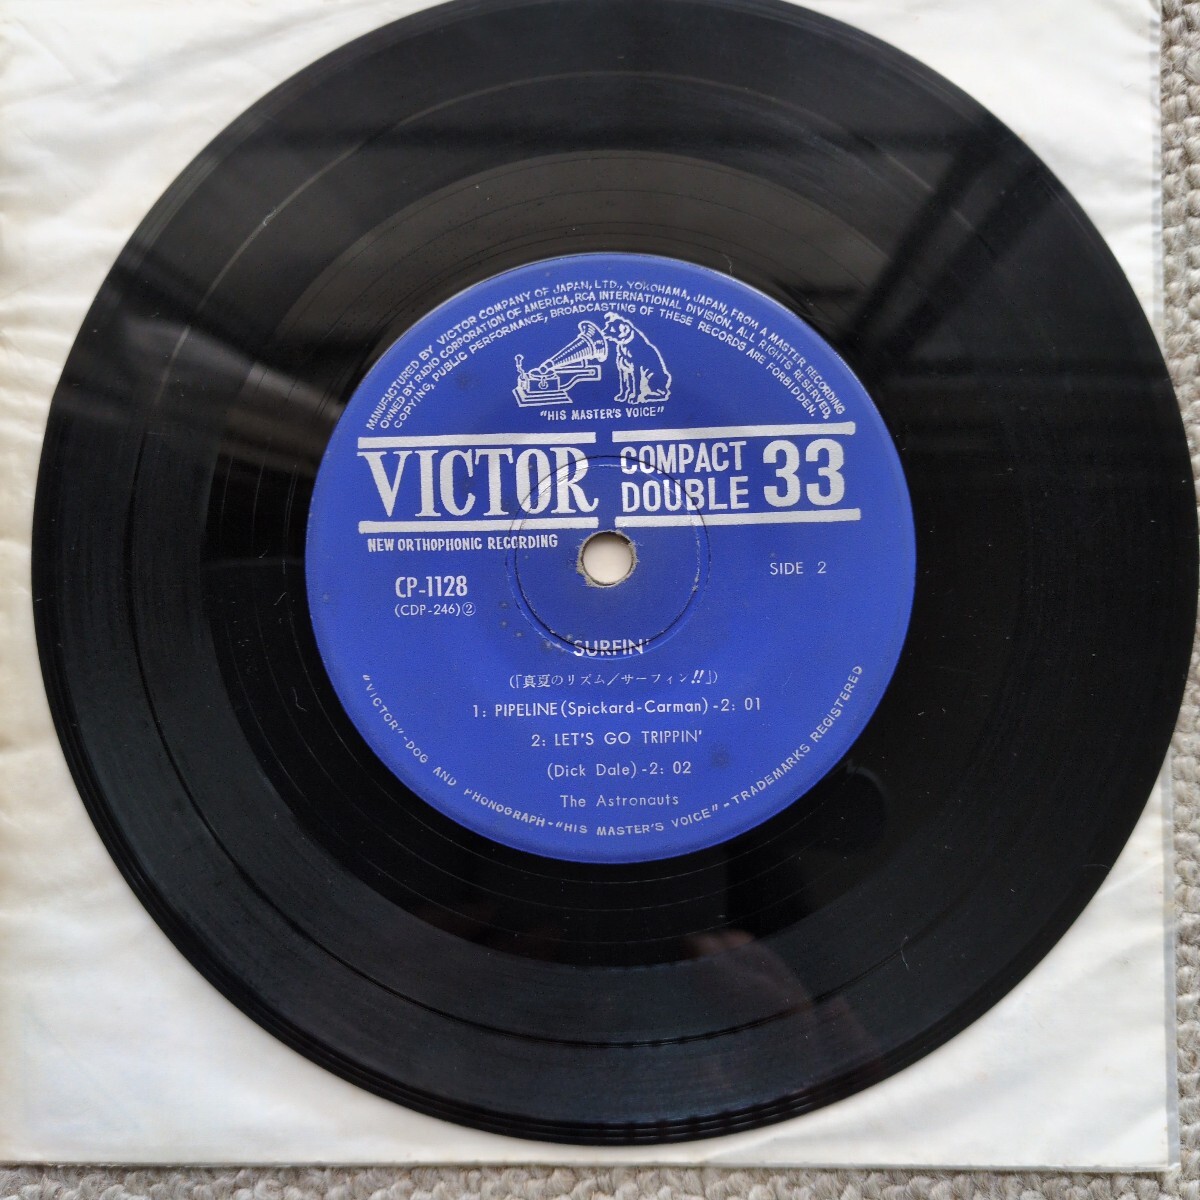 MANUFACTURED BY VICTOR COMPANY OF JAPAN, LTD., YOKOHAMA, JAPAN, FROM A MASTER RECORDING
OWNED BY RADIO CORPORATION OF AMERICA, RCA INTERNATIONAL DIVISION. ALL RIGHTS RESERVED,
COPYING, PUBLIC PERFORMANCE, BROADCASTING OF THESE RECORDS ARE FORBIDDEN.
"HIS MASTER'S VOICE"
VICTOR
COMPACT
DOUBLE 33
NEW ORTHOPHONIC RECORDING
CP-1128
(CDP-246)②
SIDE 2
SURFIN'
(「真夏のリズム/サーフィン!!」)
1: PIPELINE (Spickard-Carman) -2: 01
2: LET'S GO TRIPPIN'
(Dick Dale) -2: 02
The Astronauts
"VICTOR"-DOG AND PHONOGRAPH-"HIS MASTER'S VOICE"-TRADEMARKS REGISTERED